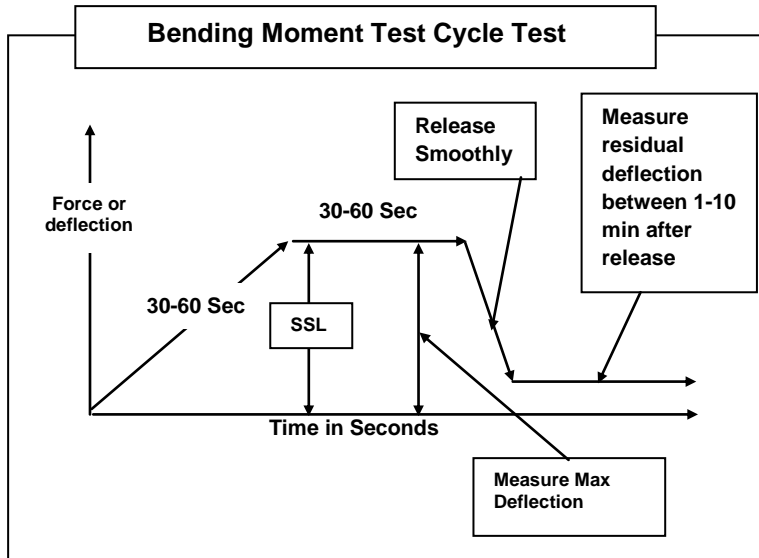 Bending Moment Test Cycle Test
Release
Smoothly
Measure
residual
deflection
between 1-10
min after
release
Force or
deflection
30-60 Sec
30-60 Sec
SSL
Time in Seconds
Measure Max
Deflection